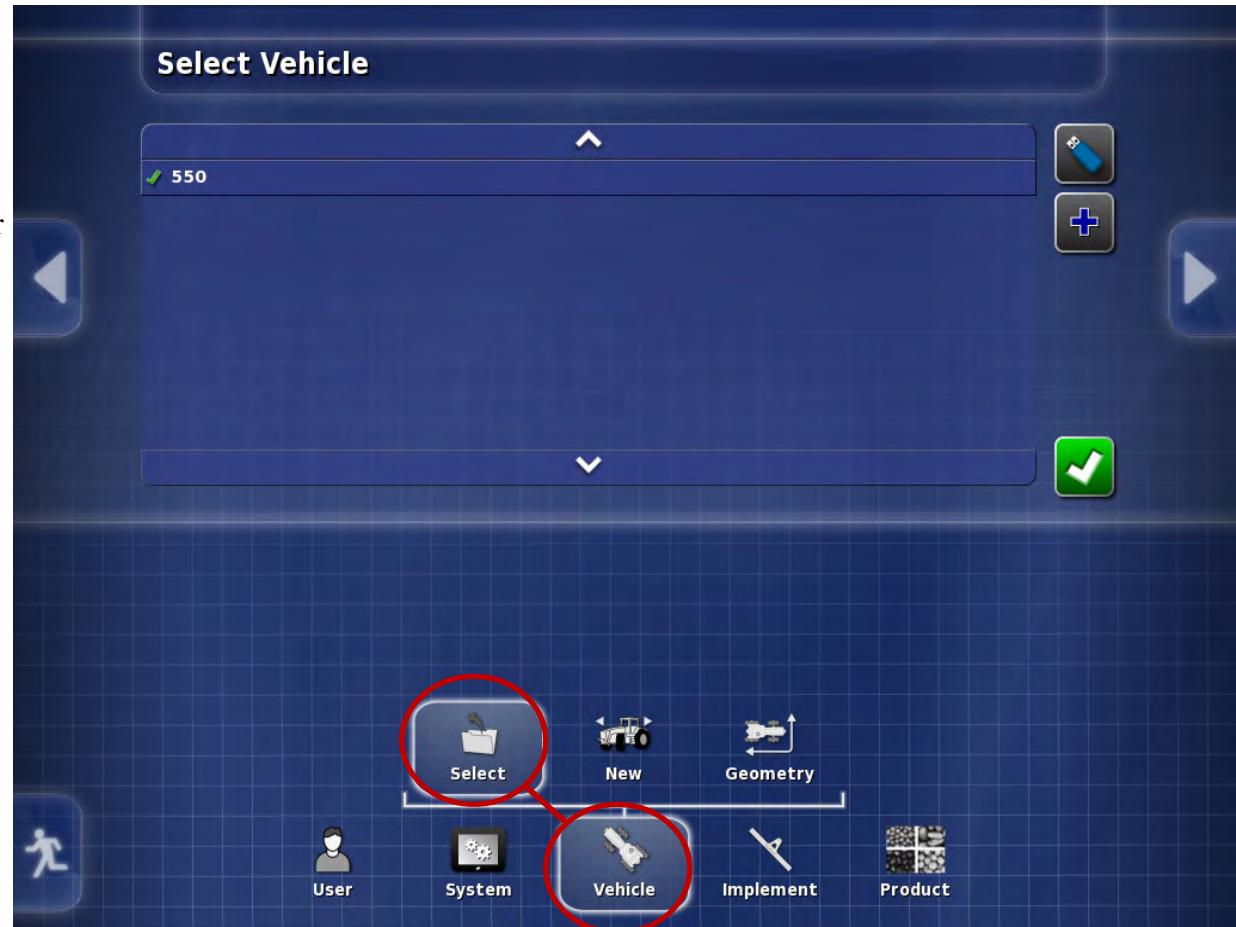 Select Vehicle
550
r
Select New Geometry
User System Vehicle Implement Product